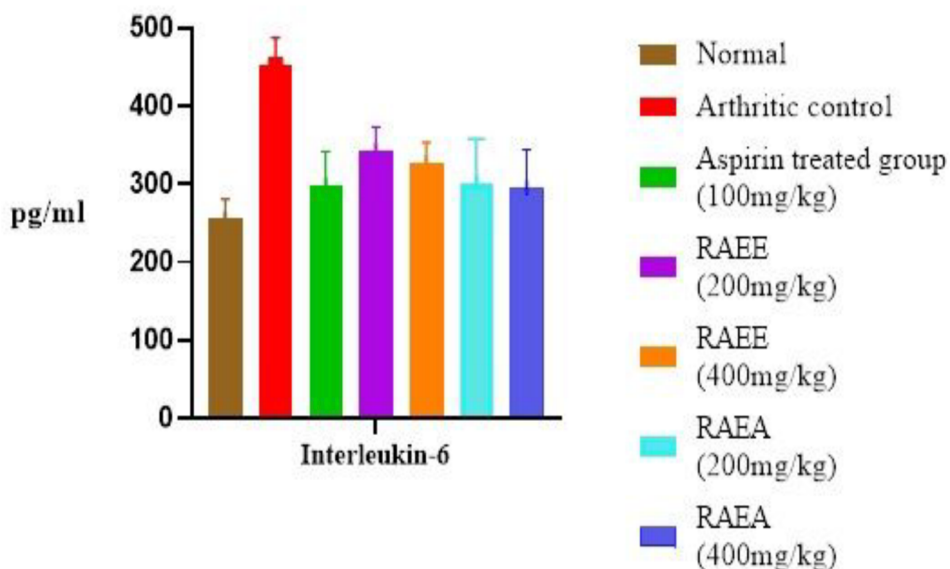 500
400
300
200
100
0
pg/ml
Interleukin-6
Normal
Arthritic control
Aspirin treated group
(100mg/kg)
RAEE
(200mg/kg)
RAEE
(400mg/kg)
RAEA
(200mg/kg)
RAEA
(400mg/kg)